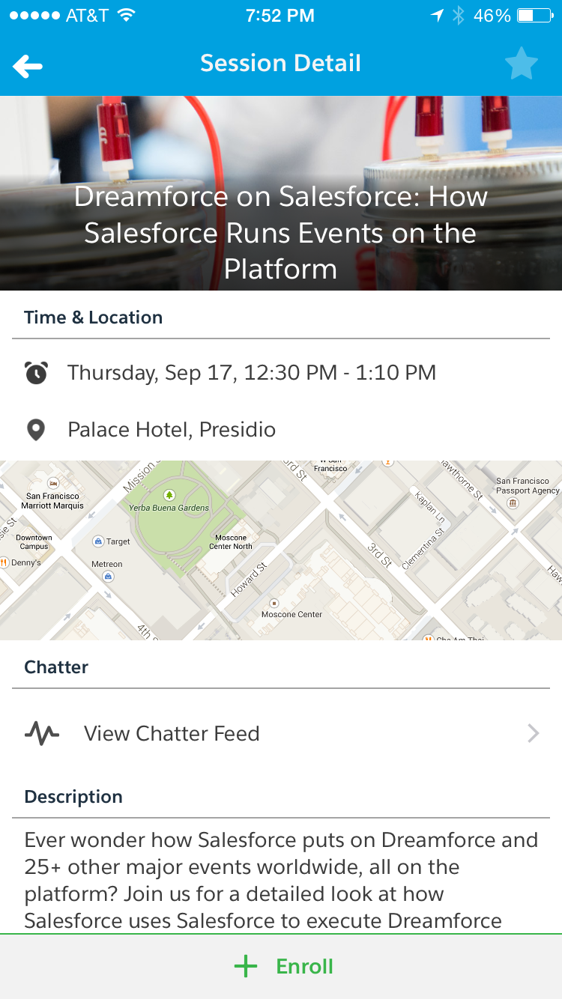 AT&T 7:52 PM 46%
Session Detail
Dreamforce on Salesforce: How
Salesforce Runs Events on the
Platform
Time & Location
Thursday, Sep 17, 12:30 PM - 1:10 PM
Palace Hotel, Presidio
Mission
3rd St
San Francisco
Hawthorne St
San Francisco
Marriott Marquis
Yerba Buena Gardens
Kaplan Ln
San Francisco
Passport Agency
Downtown
Campus
Denny's
Target
Metreon
Moscone
Center North
Howard St
3rd St
Clementina St
Moscone Center
4th
Chatter
View Chatter Feed
Description
Ever wonder how Salesforce puts on Dreamforce and
25+ other major events worldwide, all on the
platform? Join us for a detailed look at how
Salesforce uses Salesforce to execute Dreamforce
+ Enroll